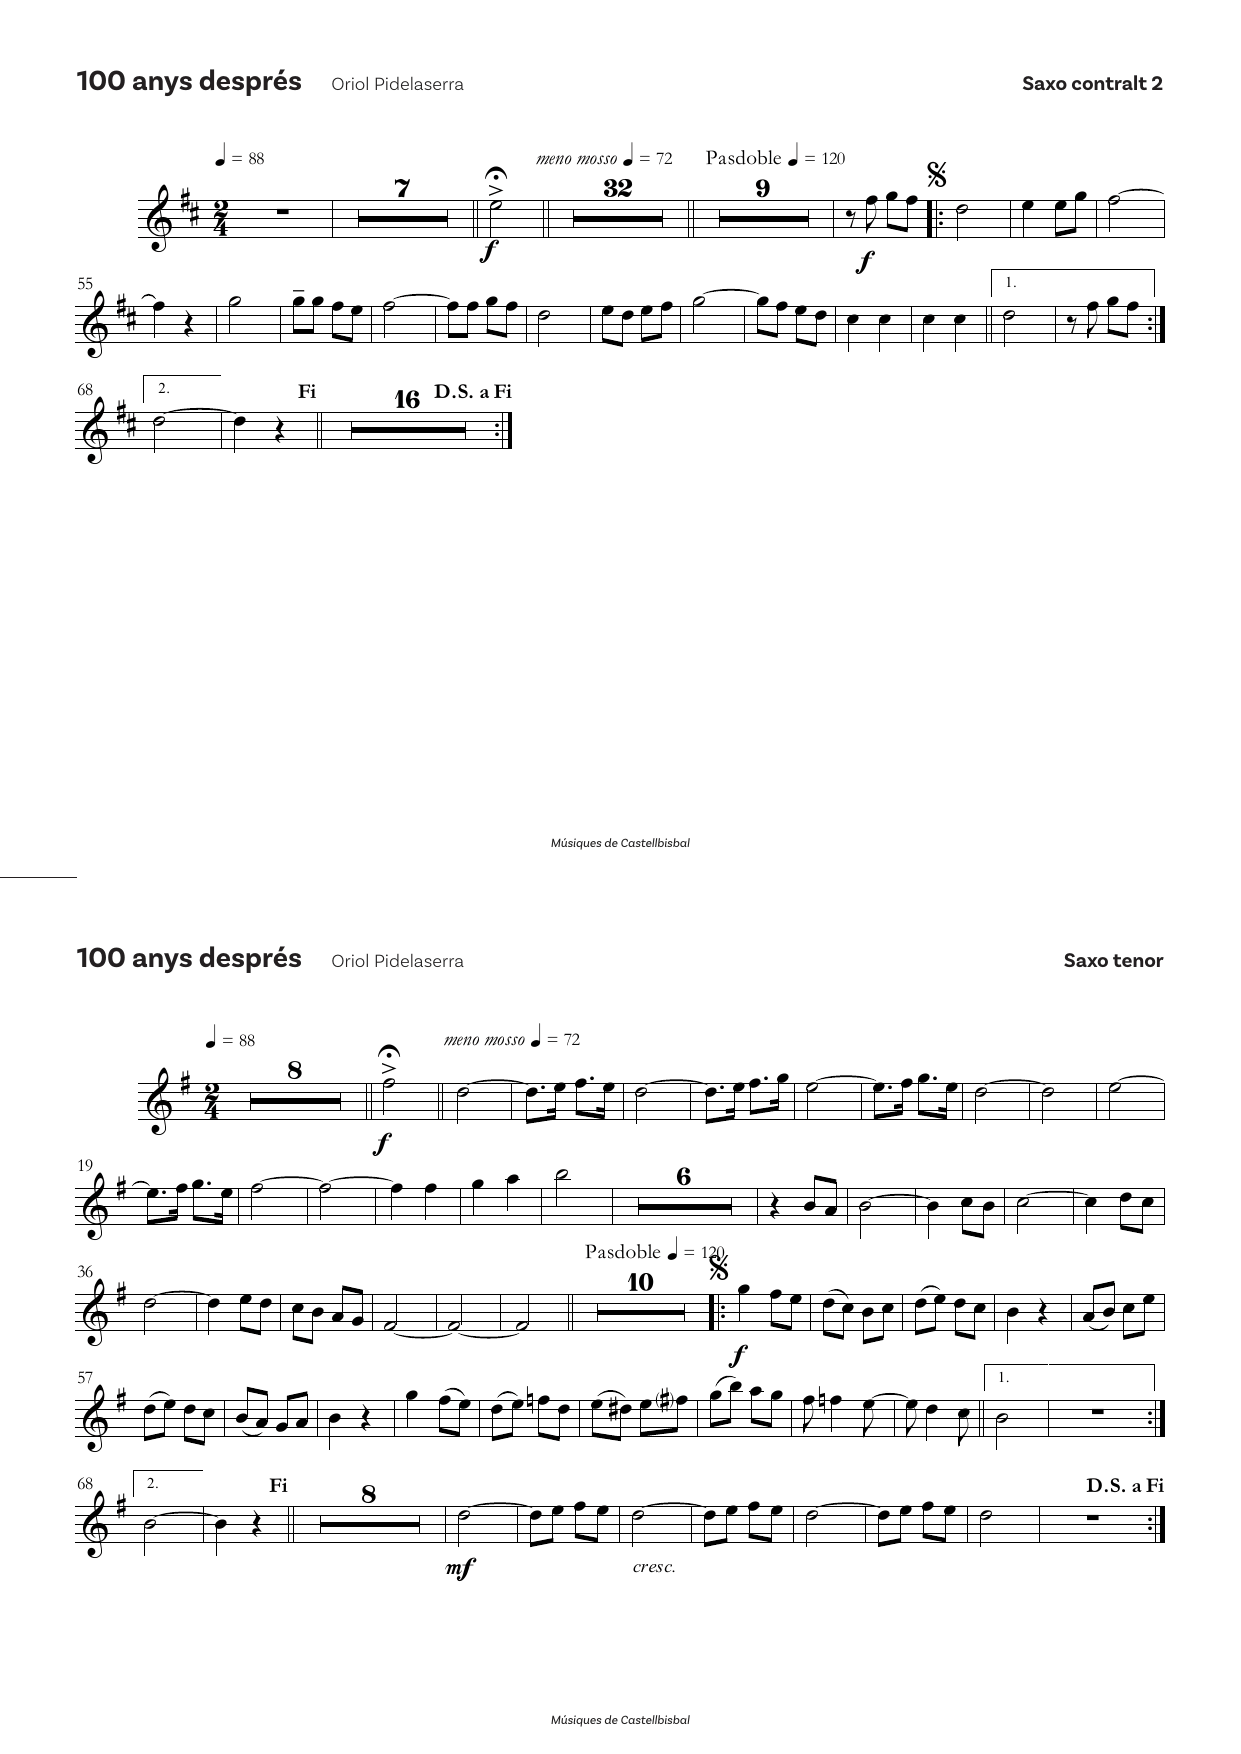 100 anys després Oriol Pidelaserra Saxo contralt 2
= 88 meno mosso = 72 Pasdoble = 120
7 32 9
2
4
f f
55 1.
68 2. Fi 16 D.S. a Fi
Músiques de Castellbisbal
100 anys després Oriol Pidelaserra Saxo tenor
= 88 meno mosso = 72
8
2
4
f
19 6
Pasdoble = 120
36 10
f
57 1.
68 2. Fi 8 D.S. a Fi
mf cresc.
Músiques de Castellbisbal